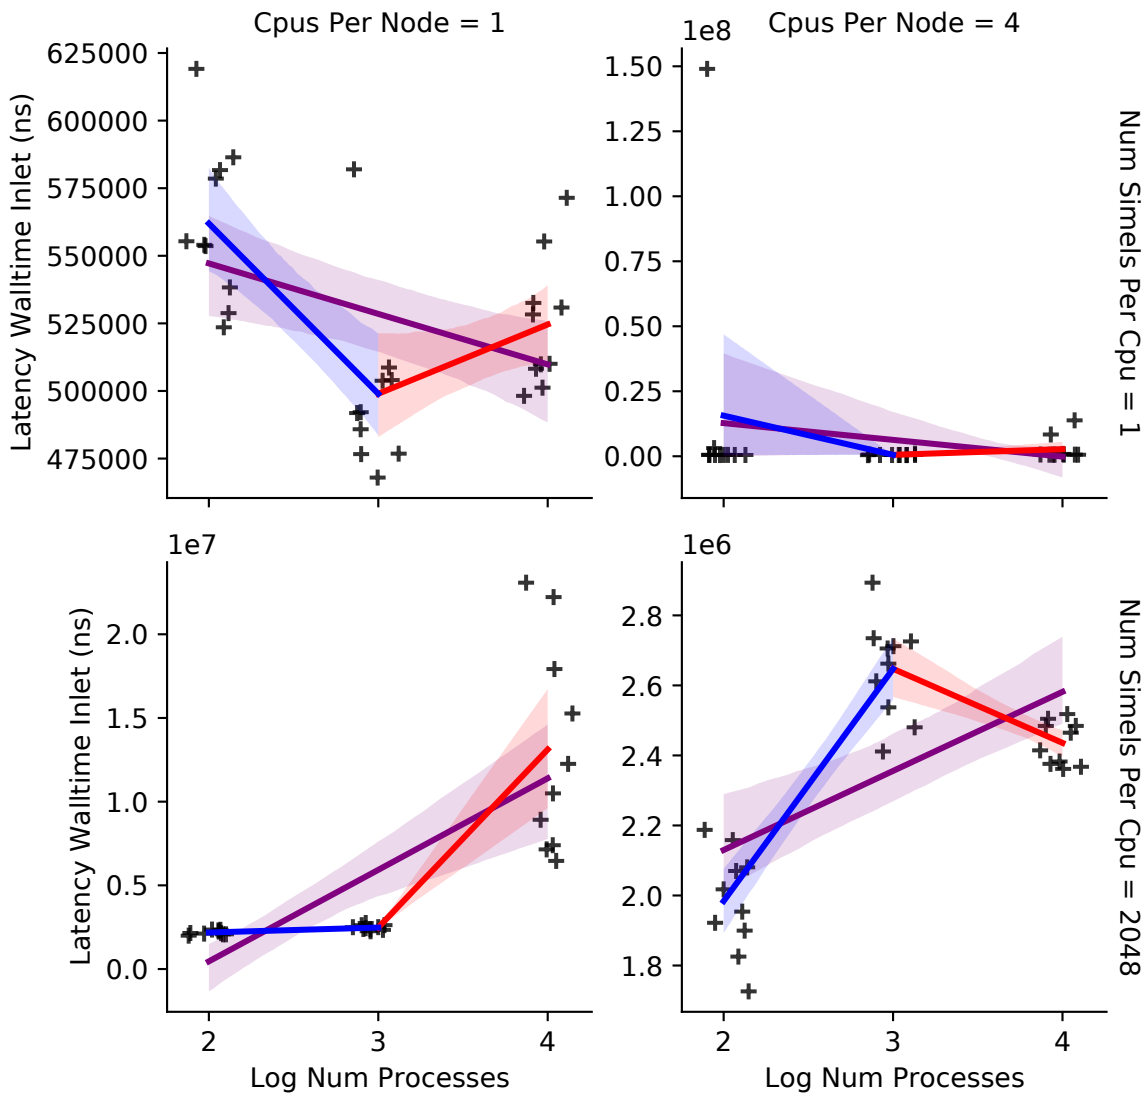 Cpus Per Node = 1
Cpus Per Node = 4
1e8
625000
600000
575000
550000
525000
500000
475000
Latency Walltime Inlet (ns)
1.50
1.25
1.00
0.75
0.50
0.25
0.00
Num Simels Per Cpu = 1
1e7
2.0
1.5
1.0
0.5
0.0
Latency Walltime Inlet (ns)
2
3
4
Log Num Processes
1e6
2.8
2.6
2.4
2.2
2.0
1.8
2
3
4
Log Num Processes
Num Simels Per Cpu = 2048